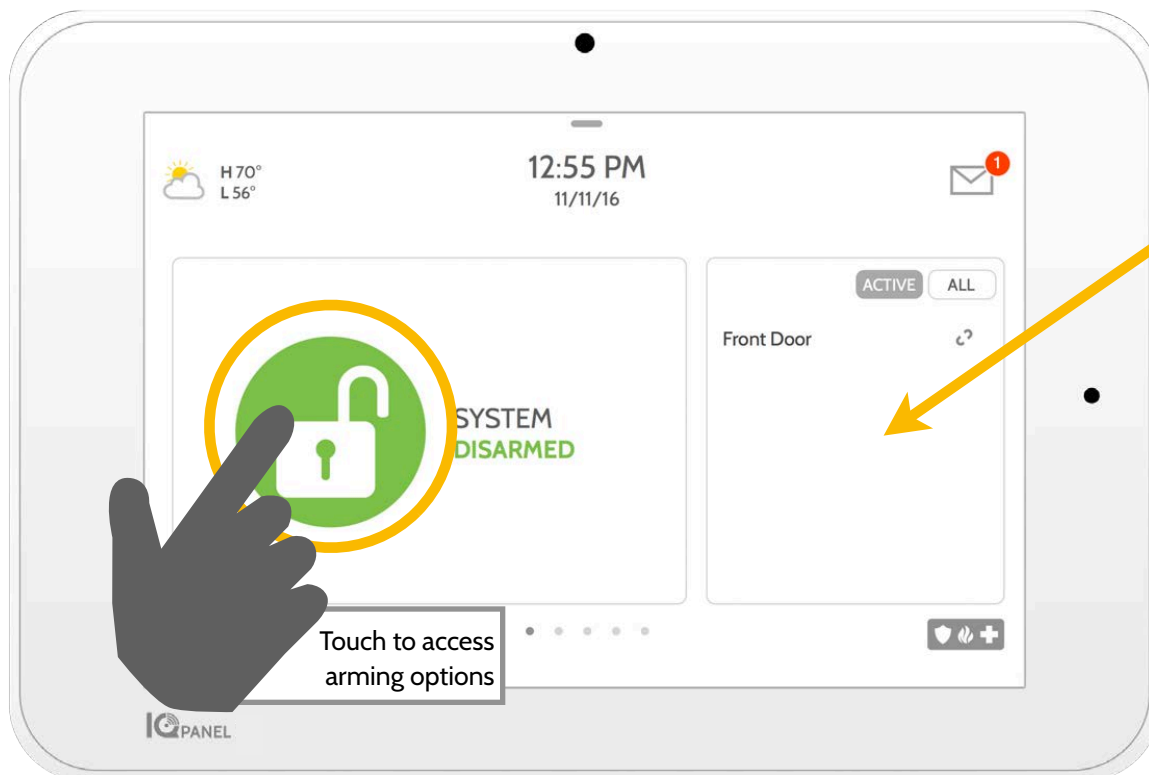 12:55 PM
11/11/16
H 70°
L 56°
1
ACTIVE ALL
Front Door
SYSTEM
DISARMED
Touch to access
arming options
IQ PANEL